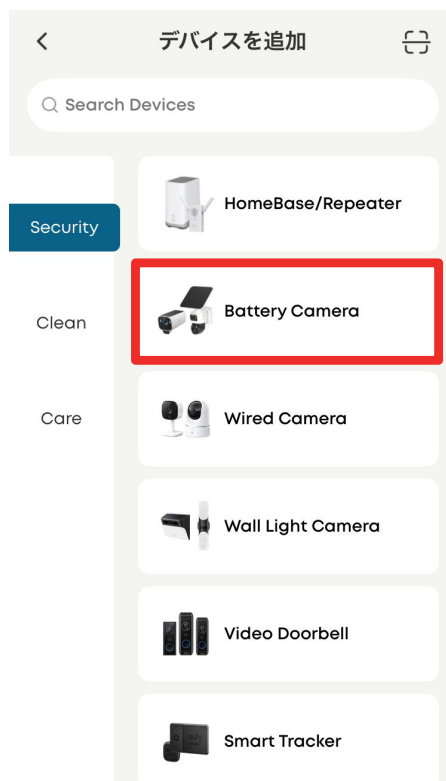 デバイスを追加
Search Devices
Security
Clean
Care
HomeBase/Repeater
Battery Camera
Wired Camera
Wall Light Camera
Video Doorbell
Smart Tracker